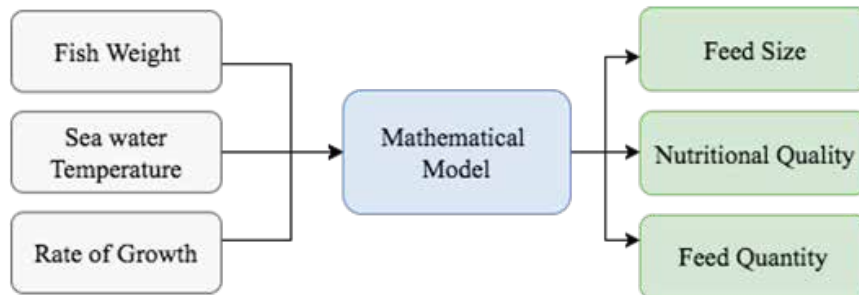 Fish Weight
Sea water
Temperature
Rate of Growth
Mathematical
Model
Feed Size
Nutritional Quality
Feed Quantity